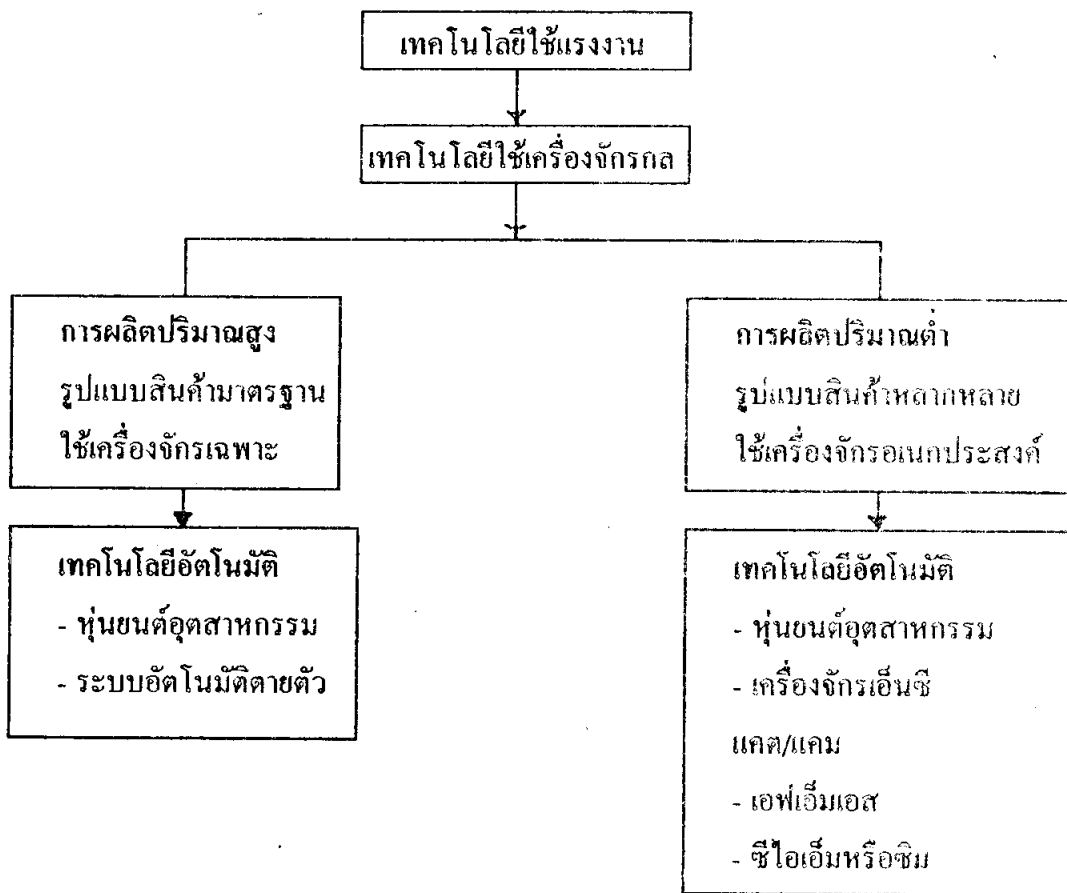 เทคโนโลยีใช้แรงงาน
เทคโนโลยีใช้เครื่องจักรกล
การผลิตปริมาณสูง
รูปแบบสินค้ามาตรฐาน
ใช้เครื่องจักรเฉพาะ
เทคโนโลยีอัตโนมัติ
- หุ่นยนต์อุตสาหกรรม
- ระบบอัตโนมัติตายตัว
การผลิตปริมาณต่ำ
รูปแบบสินค้าหลากหลาย
ใช้เครื่องจักรอเนกประสงค์
เทคโนโลยีอัตโนมัติ
- หุ่นยนต์อุตสาหกรรม
- เครื่องจักรเอ็นซี
แคต/แคม
- เอฟเอ็มเอส
- ซีไอเอ็มหรือซิม